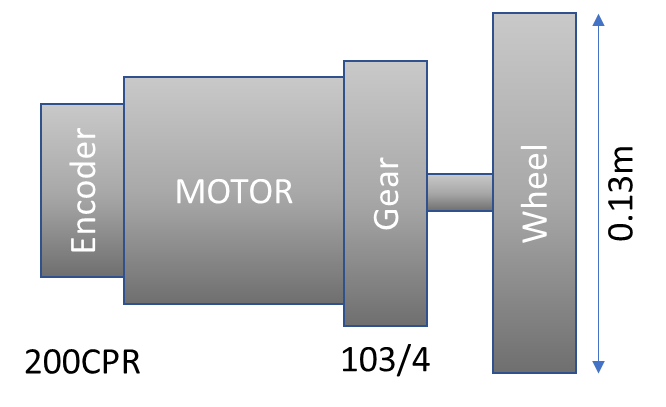 Encoder
MOTOR
Gear
Wheel
0.13m
200CPR
103/4